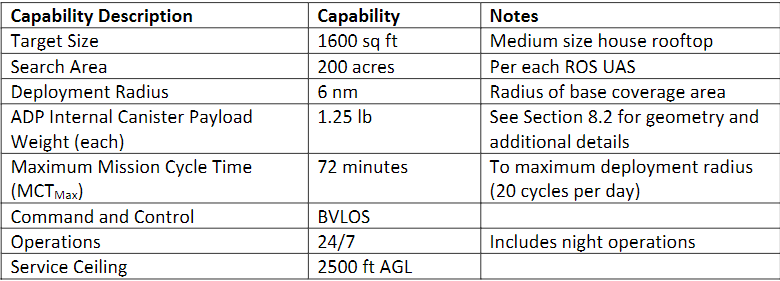 Capability Description Capability Notes
Target Size 1600 sq ft Medium size house rooftop
Search Area 200 acres Per each ROS UAS
Deployment Radius 6 nm Radius of base coverage area
ADP Internal Canister Payload 1.25 lb See Section 8.2 for geometry and
Weight (each) additional details
Maximum Mission Cycle Time 72 minutes To maximum deployment radius
(MCTMax) (20 cycles per day)
Command and Control BVLOS
Operations 24/7 Includes night operations
Service Ceiling 2500 ft AGL